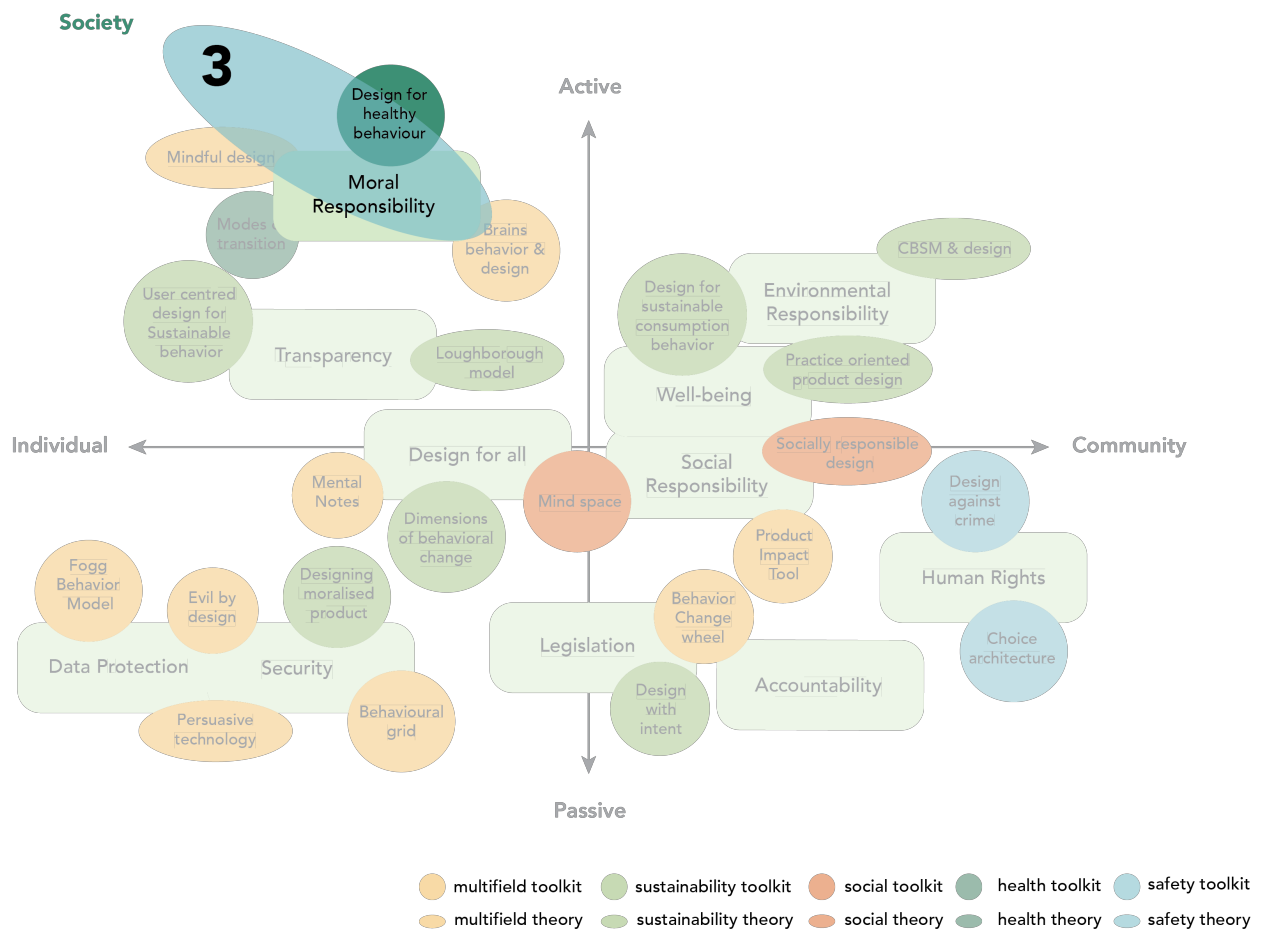 Society
3
Active
Design for
healthy
behaviour
Mindful design
Moral
Responsibility
Modes
transition
Brains
behavior &
design
CBSM & design
User centred
design for
Sustainable
behavior
Design for
sustainable
consumption
behavior
Environmental
Responsibility
Transparency
Loughborough
model
Practice oriented
product design
Well-being
Individual
Community
Design for all
Socially responsible
design
Social
Responsibility
Mental
Notes
Mind space
Design
against
crime
Dimensions
of behavioral
change
Product
Impact
Tool
Fogg
Behavior
Model
Evil by
design
Designing
moralised
product
Human Rights
Behavior
Change
wheel
Legislation
Choice
architecture
Data Protection
Security
Accountability
Design
with
intent
Persuasive
technology
Behavioural
grid
Passive
multifield toolkit
sustainability toolkit
social toolkit
health toolkit
safety toolkit
multifield theory
sustainability theory
social theory
health theory
safety theory